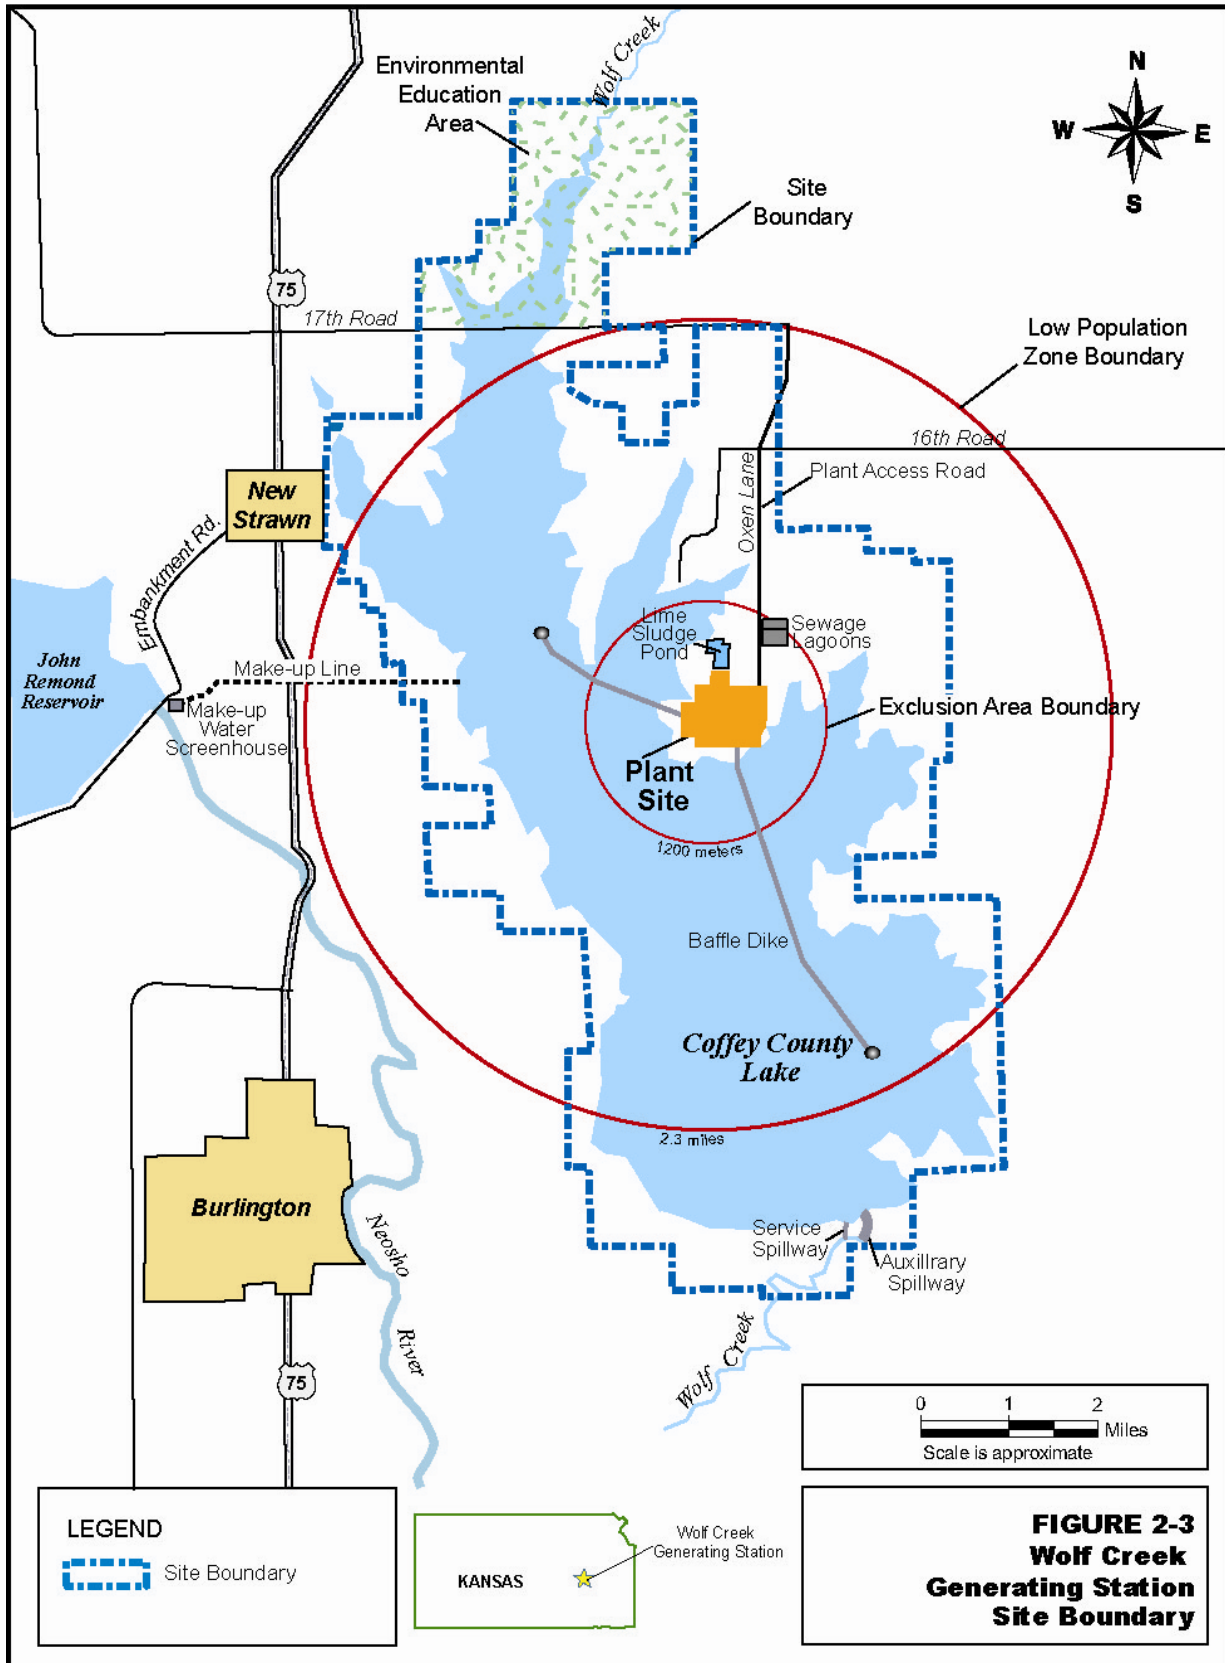 Wolf Creek
Environmental
Education
Area
N
W
E
S
Site
Boundary
75
17th Road
Low Population
Zone Boundary
16th Road
Plant Access Road
Oxen Lane
New
Strawn
Embankment Rd.
Lime
Sludge
Pond
Sewage
Lagoons
John
Remond
Reservoir
Make-up Line
Make-up
Water
Screenhouse
Exclusion Area Boundary
Plant
Site
1200 meters
Baffle Dike
Coffey County
Lake
2.3 miles
Burlington
Neosho
River
Service
Spillway
Auxillrary
Spillway
Wolf Creek
75
0 1 2
Miles
Scale is approximate
LEGEND
Site Boundary
KANSAS
Wolf Creek
Generating Station
FIGURE 2-3
Wolf Creek
Generating Station
Site Boundary